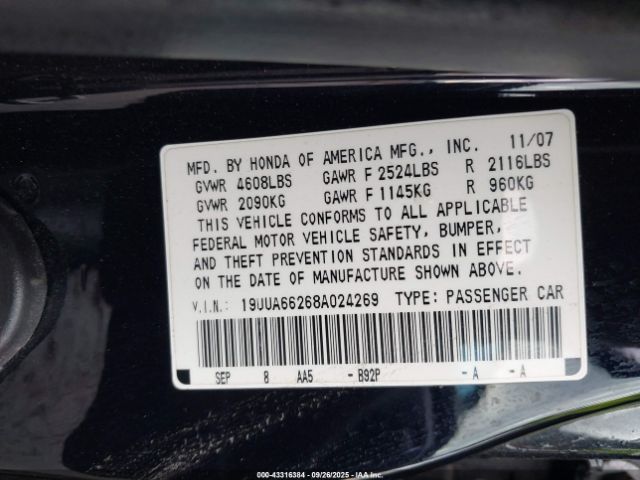 MFD. BY HONDA OF AMERICA MFG., INC. 11/07
GVWR 4608LBS GAWR F 2524LBS R 2116LBS
GVWR 2090KG GAWR F 1145KG R 960KG
THIS VEHICLE CONFORMS TO ALL APPLICABLE
FEDERAL MOTOR VEHICLE SAFETY, BUMPER,
AND THEFT PREVENTION STANDARDS IN EFFECT
ON THE DATE OF MANUFACTURE SHOWN ABOVE.
V.I.N.: 19UUA66268A024269 TYPE: PASSENGER CAR
SEP 8 AA5 -B92P -A -A
000-43316384 - 09/26/2025 - IAAI.COM